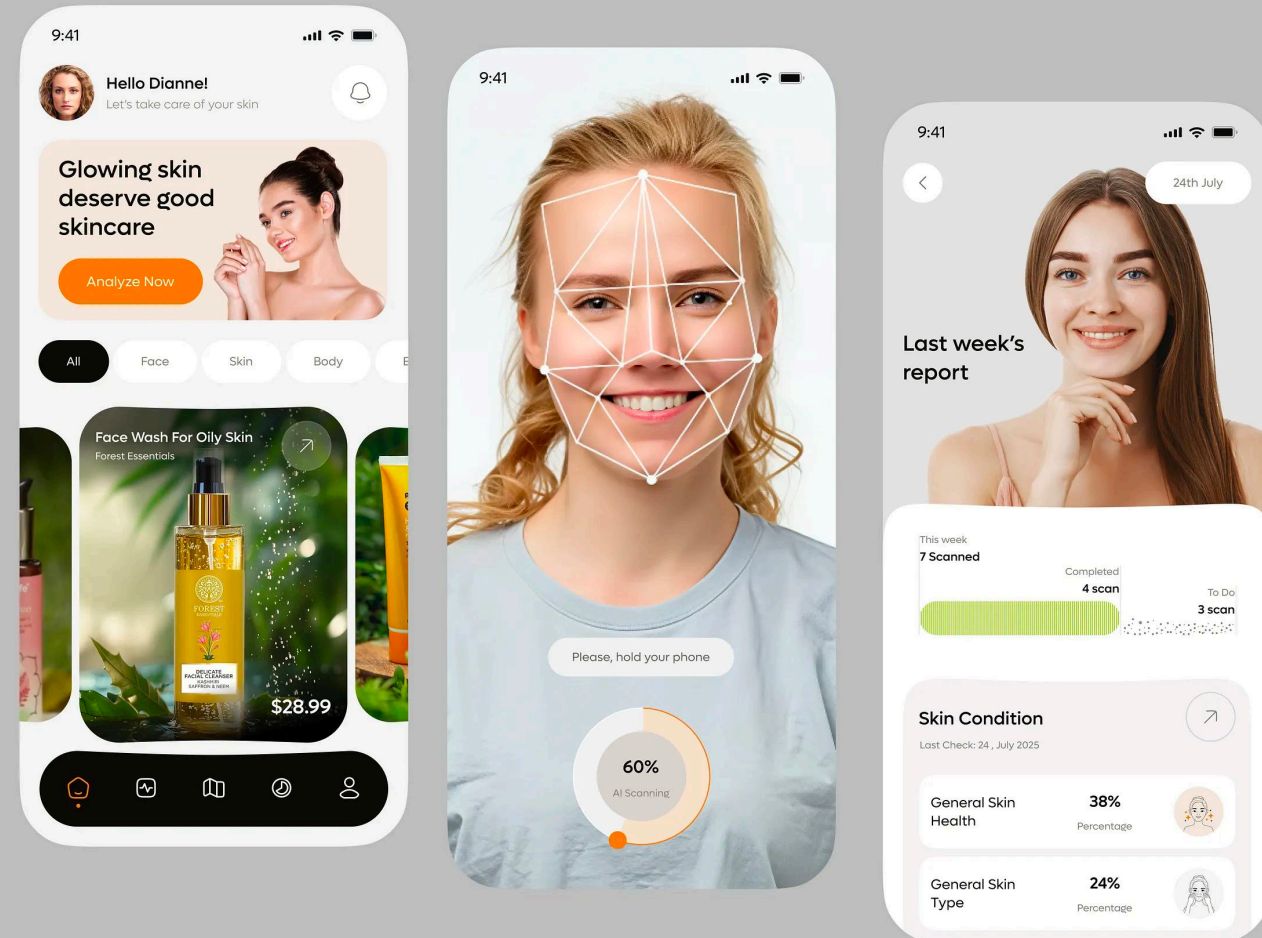 9:41
Hello Dianne!
Let's take care of your skin
Glowing skin
deserve good
skincare
Analyze Now
All
Face
Skin
Body
Face Wash For Oily Skin
Forest Essentials
FOREST
ESSENTIALS
DELICATE
FACIAL CLEANSER
KASHMIRI
SAFFRON & NEEM
$28.99
9:41
Please, hold your phone
60%
AI Scanning
9:41
24th July
Last week's
report
This week
7 Scanned
Completed
4 scan
To Do
3 scan
Skin Condition
Last Check: 24 , July 2025
General Skin
Health
38%
Percentage
General Skin
Type
24%
Percentage